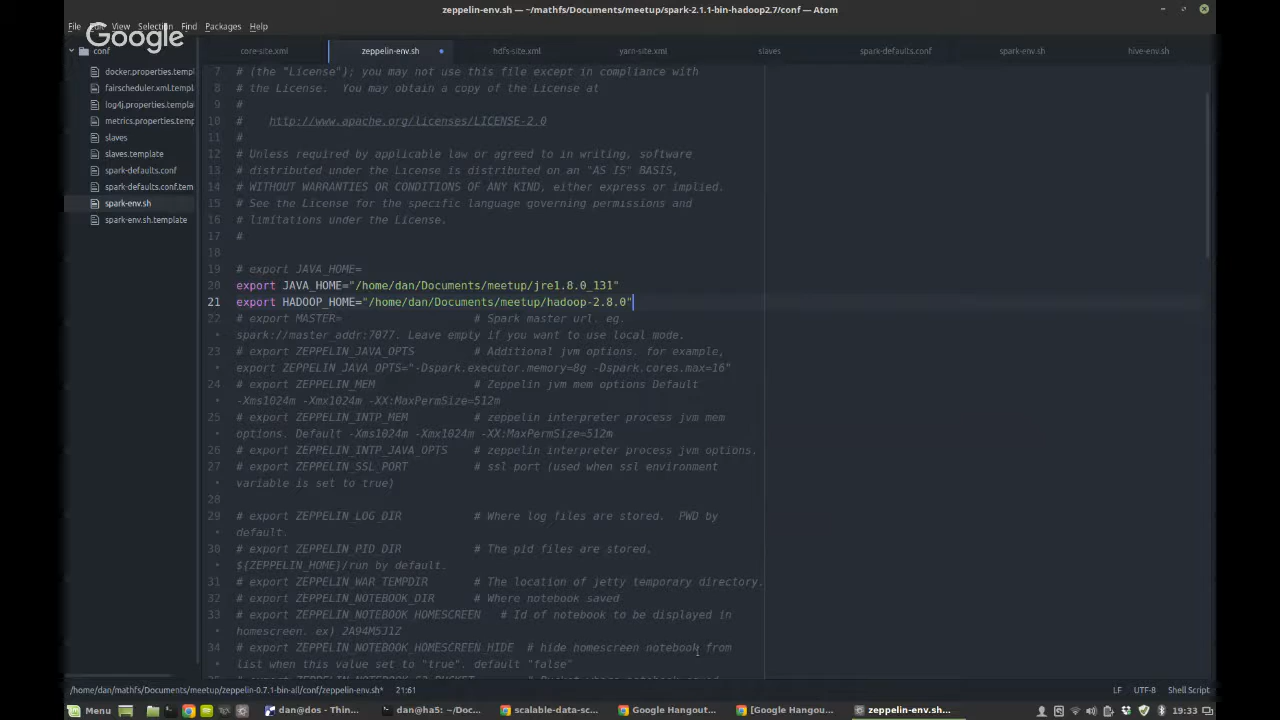 zeppelin-env.sh — ~/mathfs/Documents/meetup/spark-2.1.1-bin-hadoop2.7/conf — Atom
File Edit View Selection Find Packages Help
Google
conf
core-site.xml zeppelin-env.sh hdfs-site.xml yarn-site.xml slaves spark-defaults.conf spark-env.sh hive-env.sh
docker.properties.templ
fairscheduler.xml.templ
log4j.properties.templa
metrics.properties.temp
slaves
slaves.template
spark-defaults.conf
spark-defaults.conf.tem
spark-env.sh
spark-env.sh.template
7 # (the "License"); you may not use this file except in compliance with
8 # the License.  You may obtain a copy of the License at
9 #
10 #    http://www.apache.org/licenses/LICENSE-2.0
11 #
12 # Unless required by applicable law or agreed to in writing, software
13 # distributed under the License is distributed on an "AS IS" BASIS,
14 # WITHOUT WARRANTIES OR CONDITIONS OF ANY KIND, either express or implied.
15 # See the License for the specific language governing permissions and
16 # limitations under the License.
17 #
18
19 # export JAVA_HOME=
20 export JAVA_HOME="/home/dan/Documents/meetup/jre1.8.0_131"
21 export HADOOP_HOME="/home/dan/Documents/meetup/hadoop-2.8.0"
22 # export MASTER=                    # Spark master url. eg.
• spark://master_addr:7077. Leave empty if you want to use local mode.
23 # export ZEPPELIN_JAVA_OPTS         # Additional jvm options. for example,
• export ZEPPELIN_JAVA_OPTS="-Dspark.executor.memory=8g -Dspark.cores.max=16"
24 # export ZEPPELIN_MEM               # Zeppelin jvm mem options Default
• -Xms1024m -Xmx1024m -XX:MaxPermSize=512m
25 # export ZEPPELIN_INTP_MEM          # zeppelin interpreter process jvm mem
• options. Default -Xms1024m -Xmx1024m -XX:MaxPermSize=512m
26 # export ZEPPELIN_INTP_JAVA_OPTS    # zeppelin interpreter process jvm options.
27 # export ZEPPELIN_SSL_PORT          # ssl port (used when ssl environment
• variable is set to true)
28
29 # export ZEPPELIN_LOG_DIR           # Where log files are stored.  PWD by
• default.
30 # export ZEPPELIN_PID_DIR           # The pid files are stored.
• ${ZEPPELIN_HOME}/run by default.
31 # export ZEPPELIN_WAR_TEMPDIR       # The location of jetty temporary directory.
32 # export ZEPPELIN_NOTEBOOK_DIR      # Where notebook saved
33 # export ZEPPELIN_NOTEBOOK_HOMESCREEN   # Id of notebook to be displayed in
• homescreen. ex) 2A94M5J1Z
34 # export ZEPPELIN_NOTEBOOK_HOMESCREEN_HIDE  # hide homescreen notebook from
• list when this value set to "true". default "false"
/home/dan/mathfs/Documents/meetup/zeppelin-0.7.1-bin-all/conf/zeppelin-env.sh* 21:61 LF UTF-8 Shell Script
Menu dan@dos - Thin... dan@ha5: ~/Doc... scalable-data-sc... Google Hangout... [Google Hangou... zeppelin-env.sh... 19:33